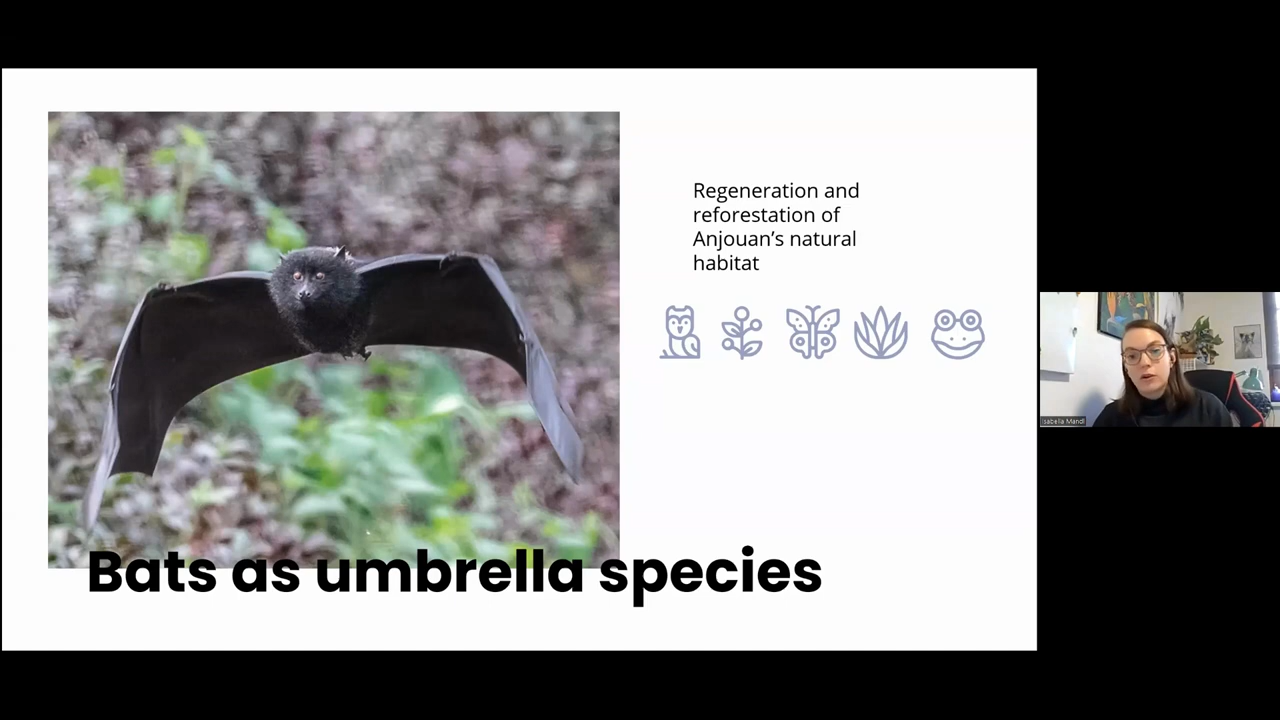 Regeneration and
reforestation of
Anjouan’s natural
habitat
Bats as umbrella species
Isabella Mandl